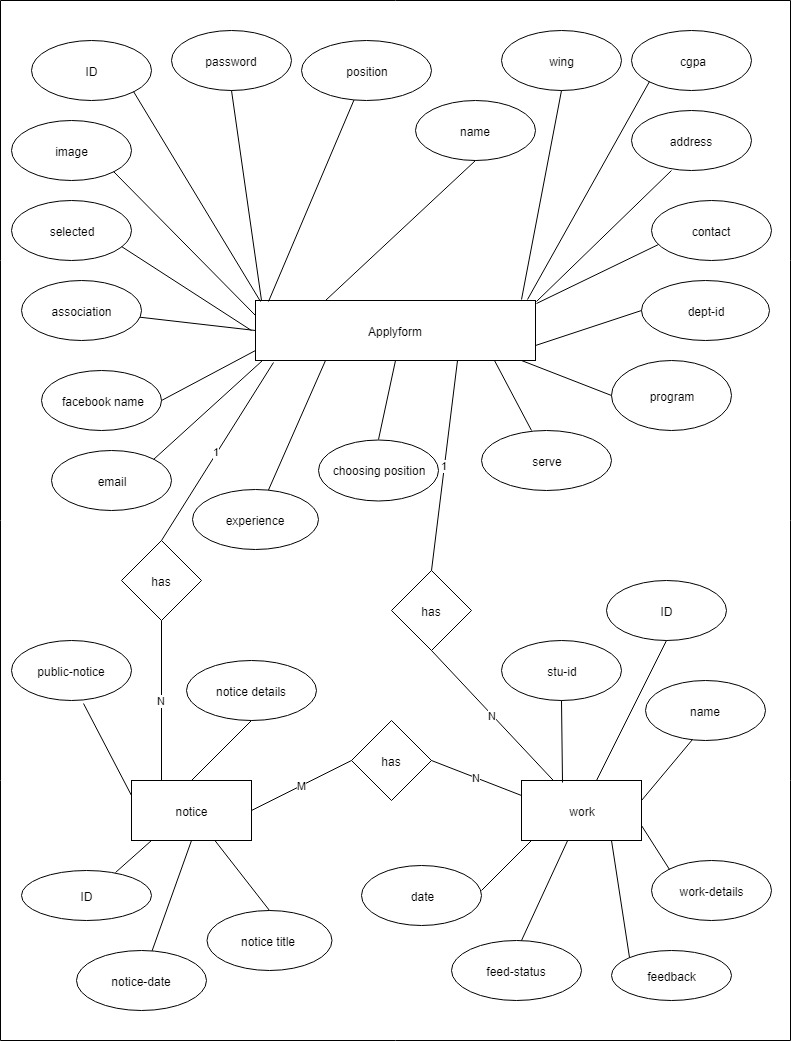 ID
password
position
wing
cgpa
name
image
address
selected
contact
association
dept-id
Applyform
facebook name
program
email
1
choosing position
1
serve
experience
has
has
ID
public-notice
notice details
stu-id
name
N
N
has
M
N
notice
work
ID
date
work-details
notice title
notice-date
feed-status
feedback